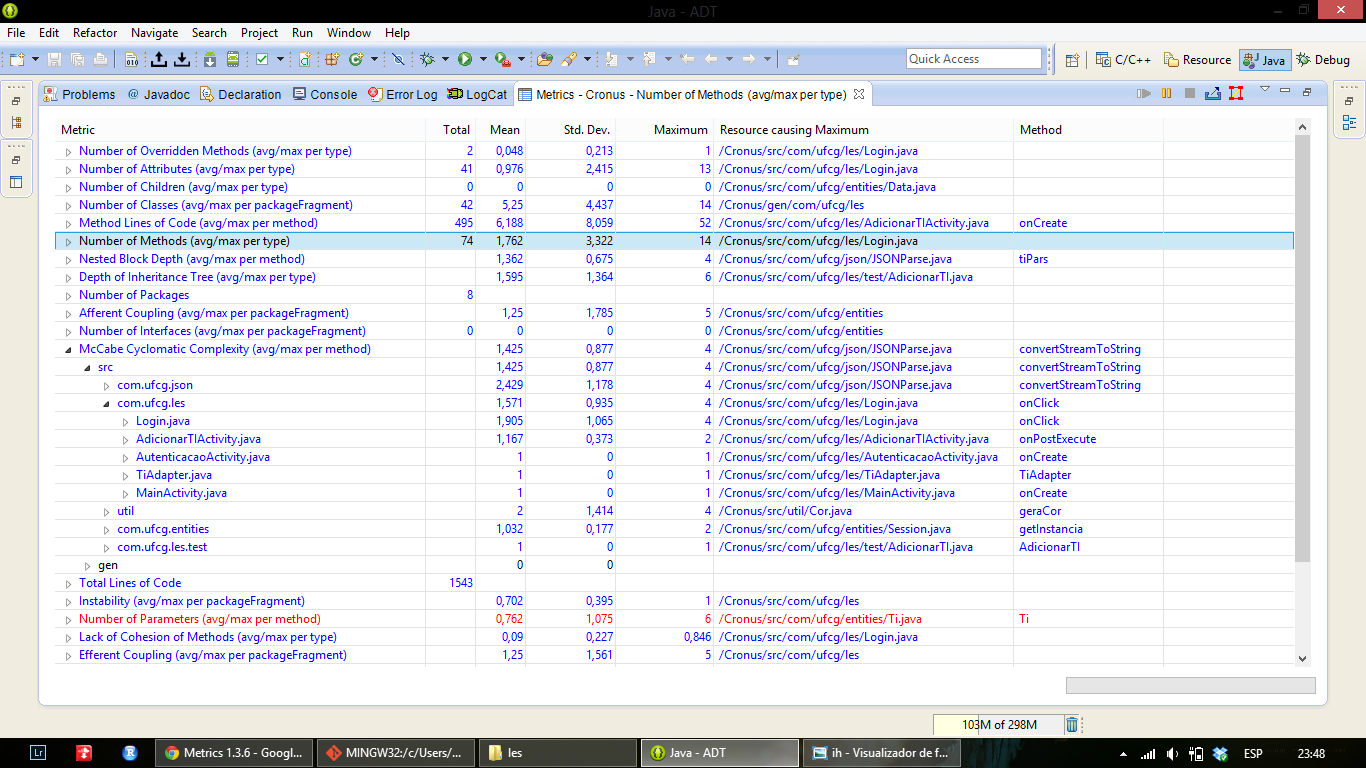 Java - ADT
File Edit Refactor Navigate Search Project Run Window Help
Quick Access C/C++ Resource Java Debug
Problems @ Javadoc Declaration Console Error Log LogCat Metrics - Cronus - Number of Methods (avg/max per type)
Metric Total Mean Std. Dev. Maximum Resource causing Maximum Method
Number of Overridden Methods (avg/max per type) 2 0,048 0,213 1 /Cronus/src/com/ufcg/les/Login.java
Number of Attributes (avg/max per type) 41 0,976 2,415 13 /Cronus/src/com/ufcg/les/Login.java
Number of Children (avg/max per type) 0 0 0 0 /Cronus/src/com/ufcg/entities/Data.java
Number of Classes (avg/max per packageFragment) 42 5,25 4,437 14 /Cronus/gen/com/ufcg/les
Method Lines of Code (avg/max per method) 495 6,188 8,059 52 /Cronus/src/com/ufcg/les/AdicionarTIActivity.java onCreate
Number of Methods (avg/max per type) 74 1,762 3,322 14 /Cronus/src/com/ufcg/les/Login.java
Nested Block Depth (avg/max per method) 1,362 0,675 4 /Cronus/src/com/ufcg/json/JSONParse.java tiPars
Depth of Inheritance Tree (avg/max per type) 1,595 1,364 6 /Cronus/src/com/ufcg/les/test/AdicionarTI.java
Number of Packages 8
Afferent Coupling (avg/max per packageFragment) 1,25 1,785 5 /Cronus/src/com/ufcg/entities
Number of Interfaces (avg/max per packageFragment) 0 0 0 0 /Cronus/src/com/ufcg/entities
McCabe Cyclomatic Complexity (avg/max per method) 1,425 0,877 4 /Cronus/src/com/ufcg/json/JSONParse.java convertStreamToString
src 1,425 0,877 4 /Cronus/src/com/ufcg/json/JSONParse.java convertStreamToString
com.ufcg.json 2,429 1,178 4 /Cronus/src/com/ufcg/json/JSONParse.java convertStreamToString
com.ufcg.les 1,571 0,935 4 /Cronus/src/com/ufcg/les/Login.java onClick
Login.java 1,905 1,065 4 /Cronus/src/com/ufcg/les/Login.java onClick
AdicionarTIActivity.java 1,167 0,373 2 /Cronus/src/com/ufcg/les/AdicionarTIActivity.java onPostExecute
AutenticacaoActivity.java 1 0 1 /Cronus/src/com/ufcg/les/AutenticacaoActivity.java onCreate
TiAdapter.java 1 0 1 /Cronus/src/com/ufcg/les/TiAdapter.java TiAdapter
MainActivity.java 1 0 1 /Cronus/src/com/ufcg/les/MainActivity.java onCreate
util 2 1,414 4 /Cronus/src/util/Cor.java geraCor
com.ufcg.entities 1,032 0,177 2 /Cronus/src/com/ufcg/entities/Session.java getInstancia
com.ufcg.les.test 1 0 1 /Cronus/src/com/ufcg/les/test/AdicionarTI.java AdicionarTI
gen 0 0
Total Lines of Code 1543
Instability (avg/max per packageFragment) 0,702 0,395 1 /Cronus/src/com/ufcg/les
Number of Parameters (avg/max per method) 0,762 1,075 6 /Cronus/src/com/ufcg/entities/Ti.java Ti
Lack of Cohesion of Methods (avg/max per type) 0,09 0,227 0,846 /Cronus/src/com/ufcg/les/Login.java
Efferent Coupling (avg/max per packageFragment) 1,25 1,561 5 /Cronus/src/com/ufcg/les
103M of 298M
Lr R Metrics 1.3.6 - Googl... MINGW32:/c/Users/... les Java - ADT ih - Visualizador de f... ESP 23:48